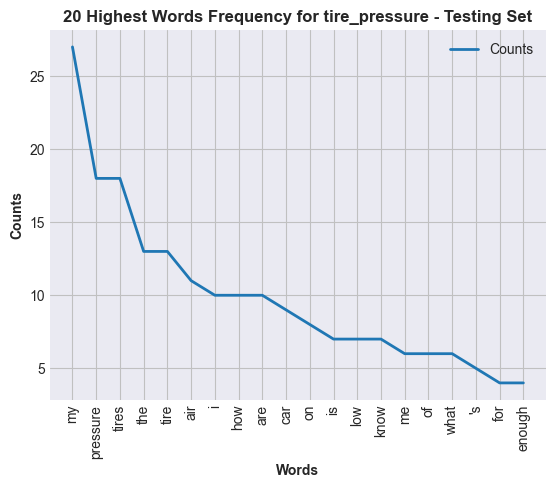 20 Highest Words Frequency for tire_pressure - Testing Set
Counts
Counts
25
20
15
10
5
my
pressure
tires
the
tire
air
i
how
are
car
on
is
low
know
me
of
what
's
for
enough
Words